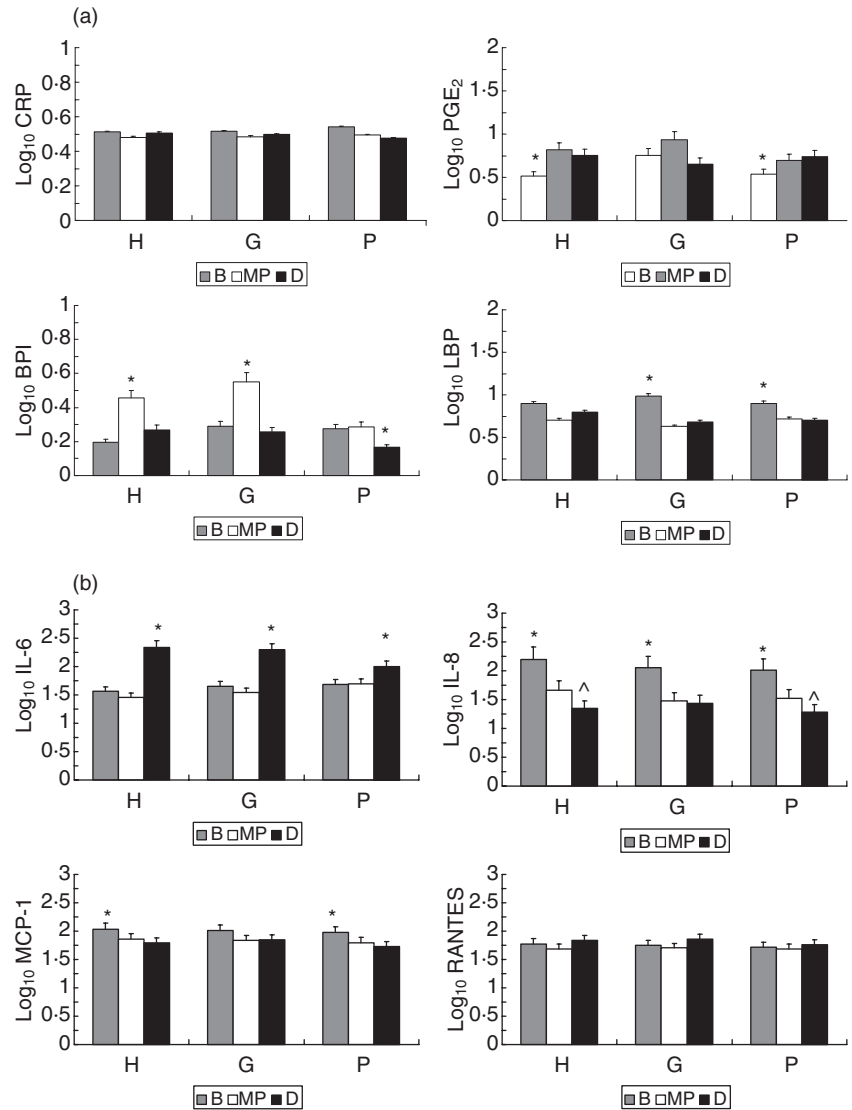 (a)
Log10 CRP
1
0·8
0·6
0·4
0·2
0
H G P
B MP D
Log10 PGE2
2
1·5
1
0·5
0
*
*
H G P
B MP D
Log10 BPI
1
0·8
0·6
0·4
0·2
0
*
*
*
H G P
B MP D
Log10 LBP
2
1·5
1
0·5
0
*
*
H G P
B MP D
(b)
Log10 IL-6
3
2·5
2
1·5
1
0·5
0
*
*
*
H G P
B MP D
Log10 IL-8
3
2·5
2
1·5
1
0·5
0
*
^
*
*
^
H G P
B MP D
Log10 MCP-1
3
2·5
2
1·5
1
0·5
0
*
*
H G P
B MP D
Log10 RANTES
3
2·5
2
1·5
1
0·5
0
H G P
B MP D